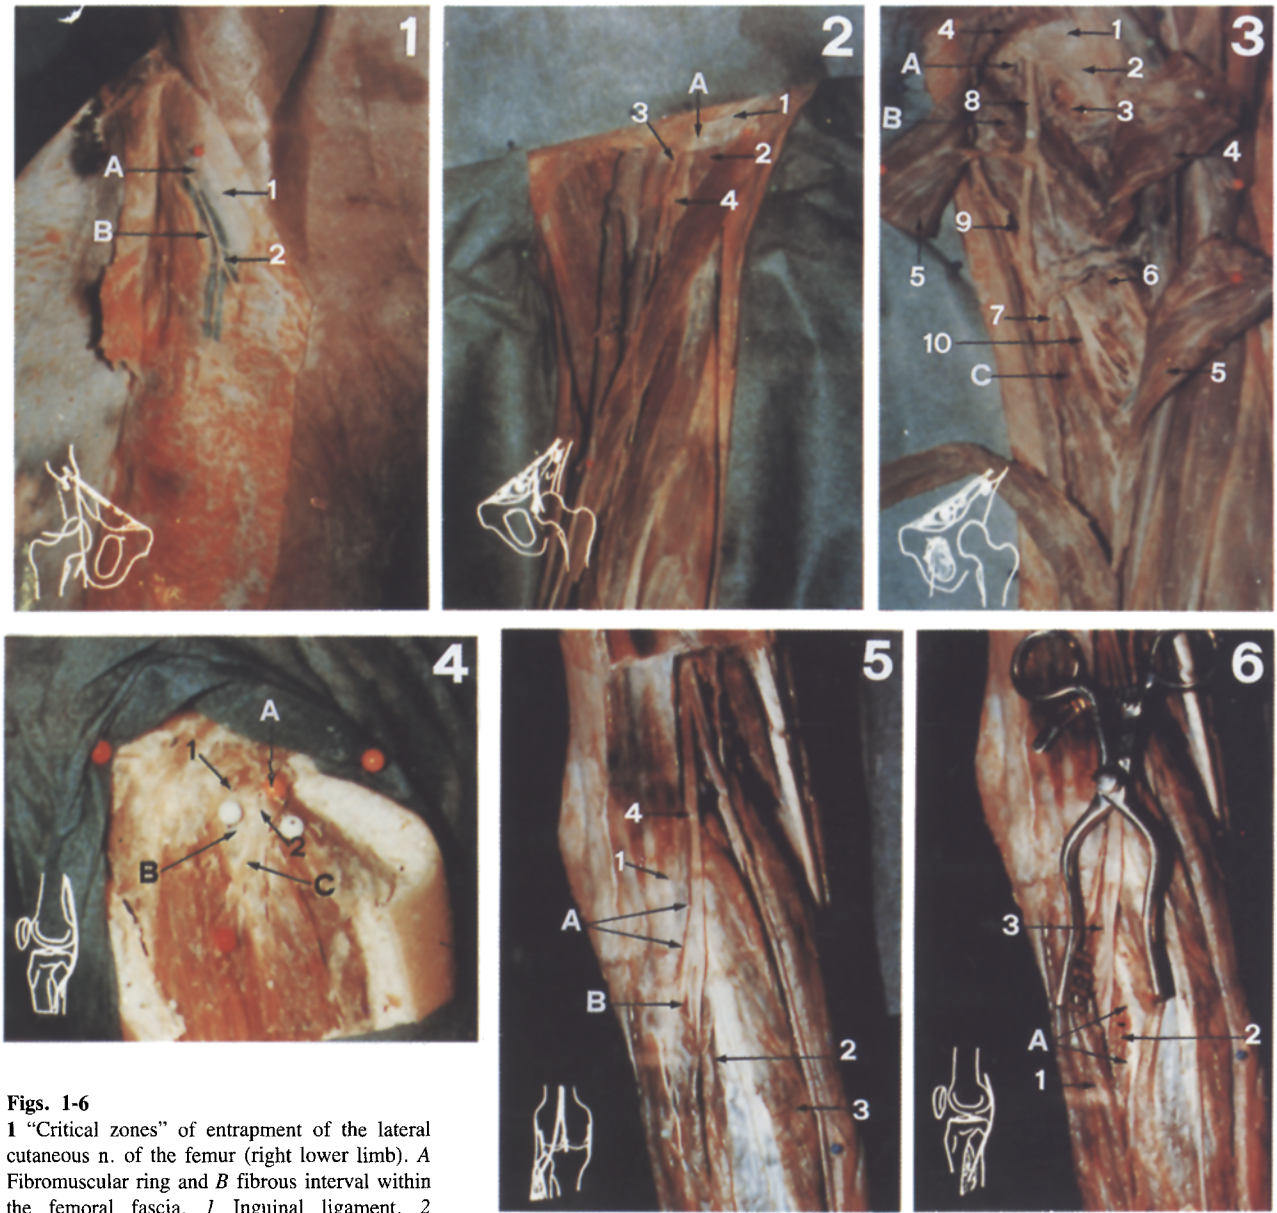 1
A
1
B
2
2
A
3
1
2
4
3
4
1
A
2
8
3
B
4
9
5
6
7
10
C
5
4
A
1
B
2
C
5
4
1
A
B
2
3
6
3
A
2
1
Figs. 1-6
1 “Critical zones” of entrapment of the lateral
cutaneous n. of the femur (right lower limb). A
Fibromuscular ring and B fibrous interval within
the femoral fascia. 1 Inguinal ligament. 2